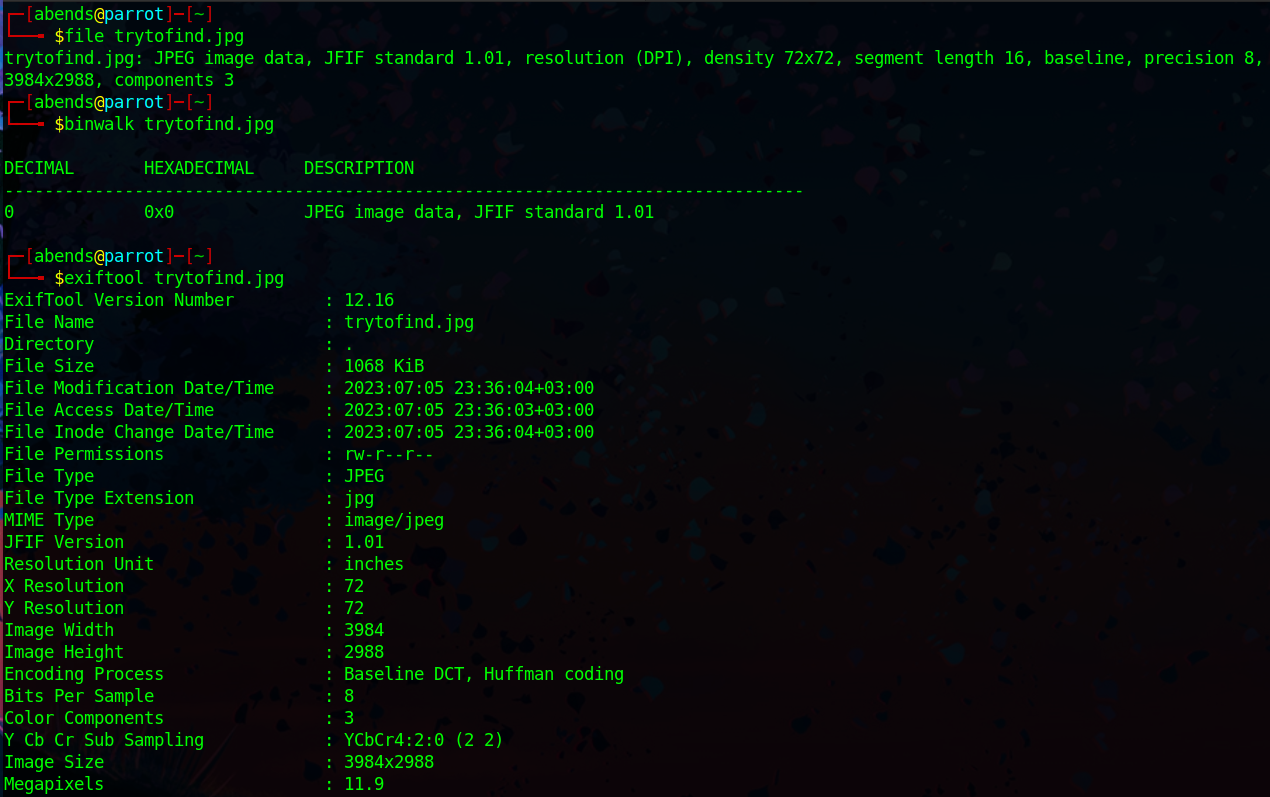 ┌─[abends@parrot]─[~]
└──╼ $file trytofind.jpg
trytofind.jpg: JPEG image data, JFIF standard 1.01, resolution (DPI), density 72x72, segment length 16, baseline, precision 8,
3984x2988, components 3
┌─[abends@parrot]─[~]
└──╼ $binwalk trytofind.jpg
DECIMAL       HEXADECIMAL     DESCRIPTION
--------------------------------------------------------------------------------
0             0x0             JPEG image data, JFIF standard 1.01
┌─[abends@parrot]─[~]
└──╼ $exiftool trytofind.jpg
ExifTool Version Number         : 12.16
File Name                       : trytofind.jpg
Directory                       : .
File Size                       : 1068 KiB
File Modification Date/Time     : 2023:07:05 23:36:04+03:00
File Access Date/Time           : 2023:07:05 23:36:03+03:00
File Inode Change Date/Time     : 2023:07:05 23:36:04+03:00
File Permissions                : rw-r--r--
File Type                       : JPEG
File Type Extension             : jpg
MIME Type                       : image/jpeg
JFIF Version                    : 1.01
Resolution Unit                 : inches
X Resolution                    : 72
Y Resolution                    : 72
Image Width                     : 3984
Image Height                    : 2988
Encoding Process                : Baseline DCT, Huffman coding
Bits Per Sample                 : 8
Color Components                : 3
Y Cb Cr Sub Sampling            : YCbCr4:2:0 (2 2)
Image Size                      : 3984x2988
Megapixels                      : 11.9